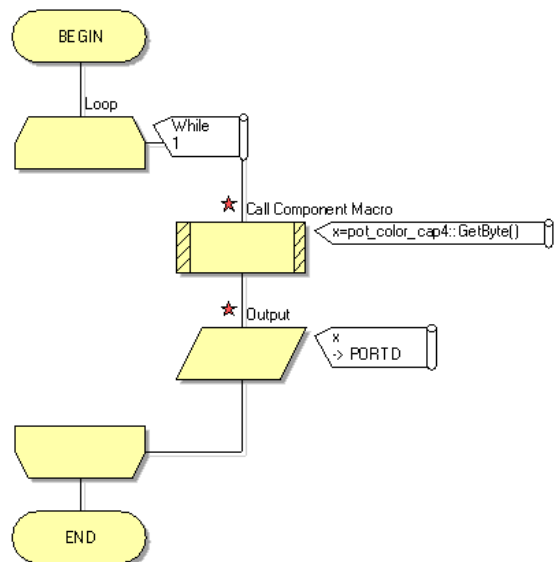 BEGIN
Loop
While
1
Call Component Macro
x=pot_color_cap4::GetByte()
Output
x
-> PORTD
END